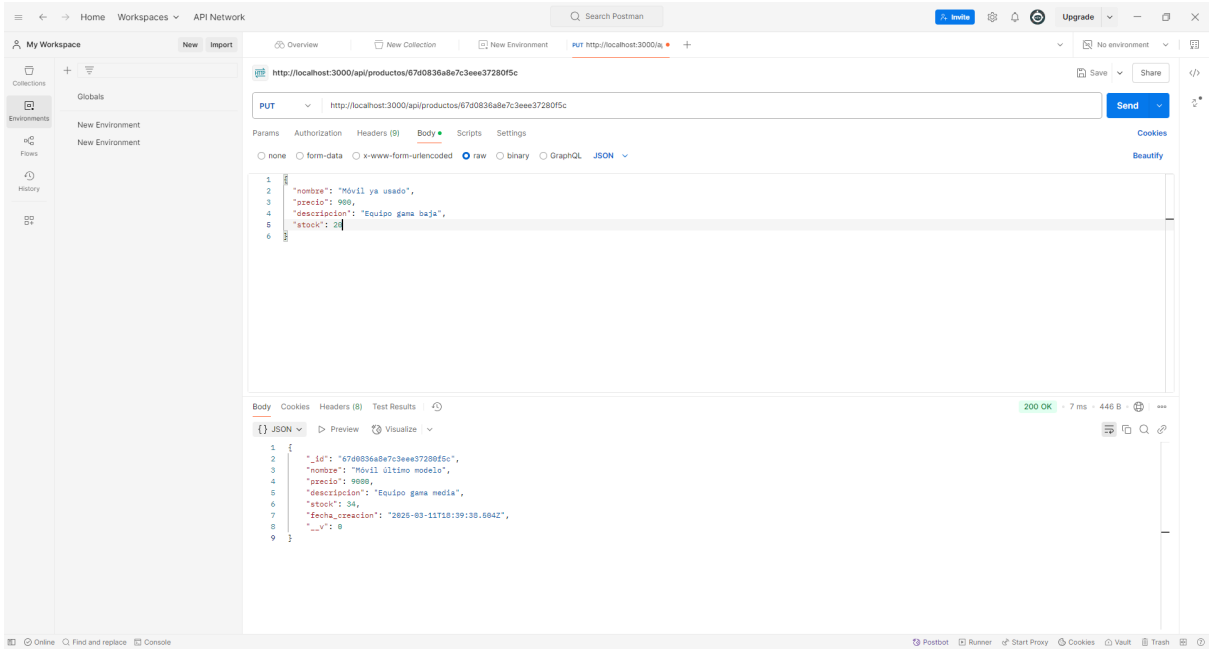 Home Workspaces API Network Search Postman Invite Upgrade
My Workspace New Import Overview New Collection New Environment PUT http://localhost:3000/a No environment
Collections
Environments
Flows
History
Globals
New Environment
New Environment
http://localhost:3000/api/productos/67d0836a8e7c3eee37280f5c Save Share
PUT http://localhost:3000/api/productos/67d0836a8e7c3eee37280f5c Send
Params Authorization Headers (9) Body Scripts Settings Cookies
none form-data x-www-form-urlencoded raw binary GraphQL JSON Beautify
1 {
2 "nombre": "Móvil ya usado",
3 "precio": 900,
4 "descripcion": "Equipo gama baja",
5 "stock": 20
6 }
Body Cookies Headers (8) Test Results 200 OK · 7 ms · 446 B
{} JSON Preview Visualize
1 {
2 "_id": "67d0836a8e7c3eee37280f5c",
3 "nombre": "Móvil último modelo",
4 "precio": 9000,
5 "descripcion": "Equipo gama media",
6 "stock": 34,
7 "fecha_creacion": "2025-03-11T18:39:38.504Z",
8 "__v": 0
9 }
Online Find and replace Console Postbot Runner Start Proxy Cookies Vault Trash